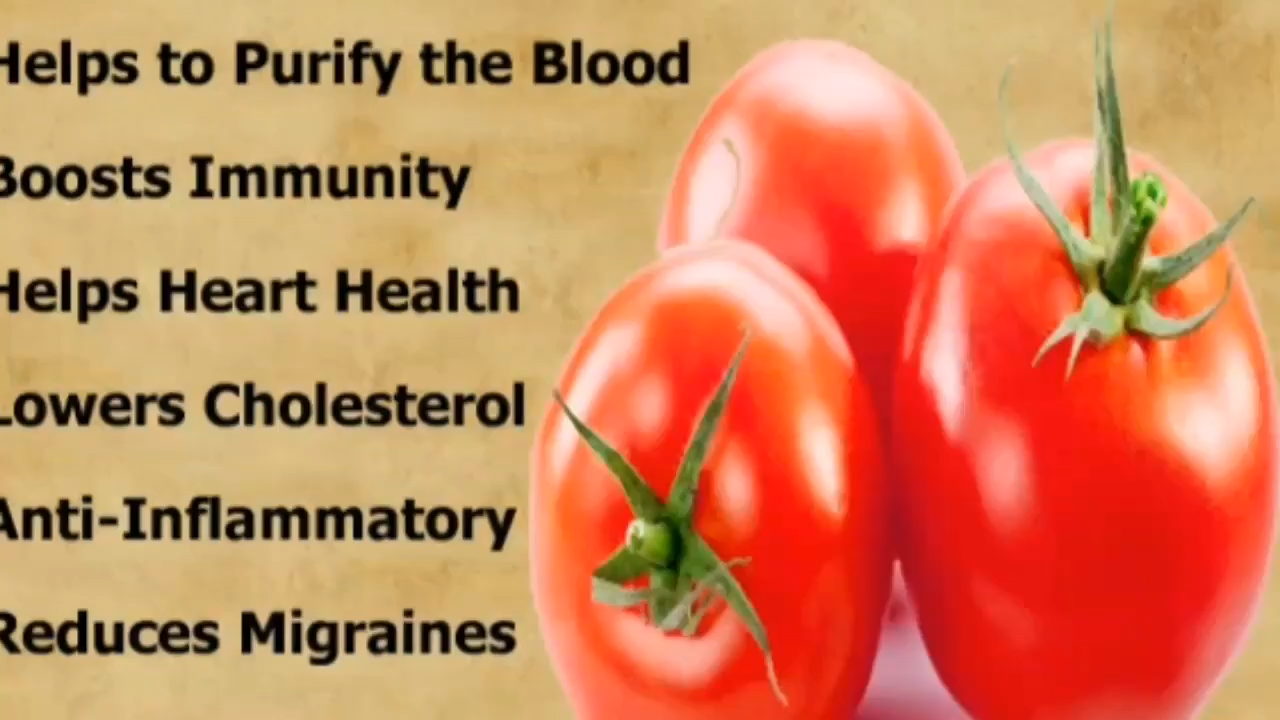 Helps to Purify the Blood
Boosts Immunity
Helps Heart Health
Lowers Cholesterol
Anti-Inflammatory
Reduces Migraines